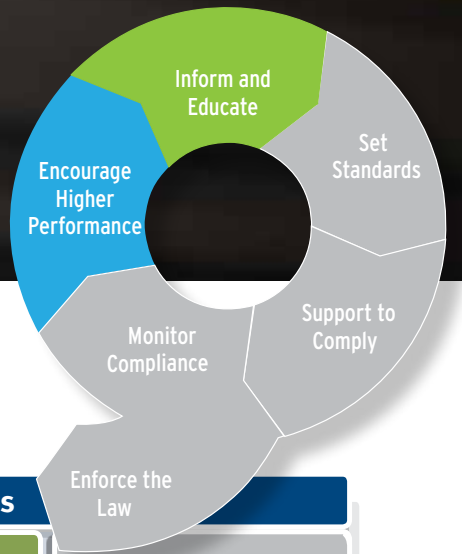 Inform and
Educate
Set
Standards
Encourage
Higher
Performance
Support to
Comply
Monitor
Compliance
Enforce the
Law
s